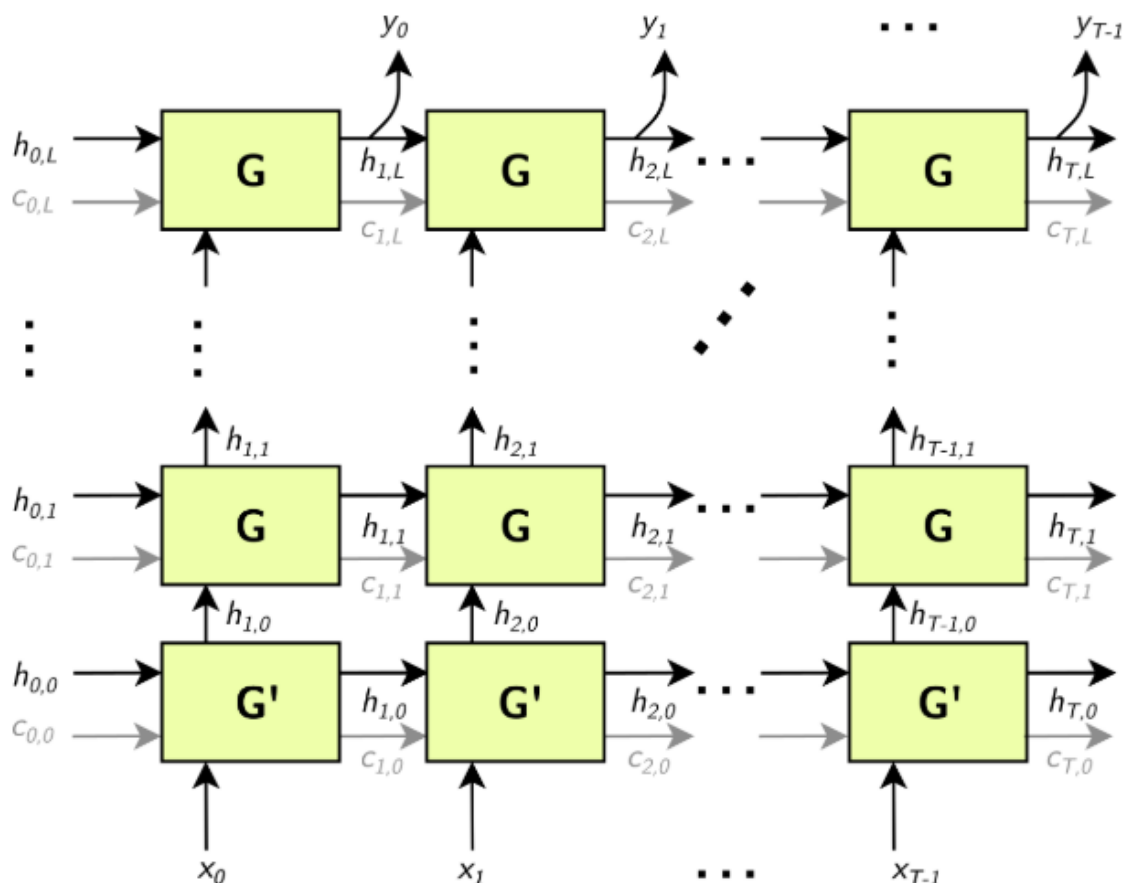 y0 y1 ... yT-1
h0,L G h1,L G h2,L ... G hT,L
c0,L c1,L c2,L cT,L
h1,1 h2,1 hT-1,1
h0,1 G h1,1 G h2,1 ... G hT,1
c0,1 c1,1 c2,1 cT,1
h1,0 h2,0 hT-1,0
h0,0 G' h1,0 G' h2,0 ... G' hT,0
c0,0 c1,0 c2,0 cT,0
x0 x1 ... xT-1